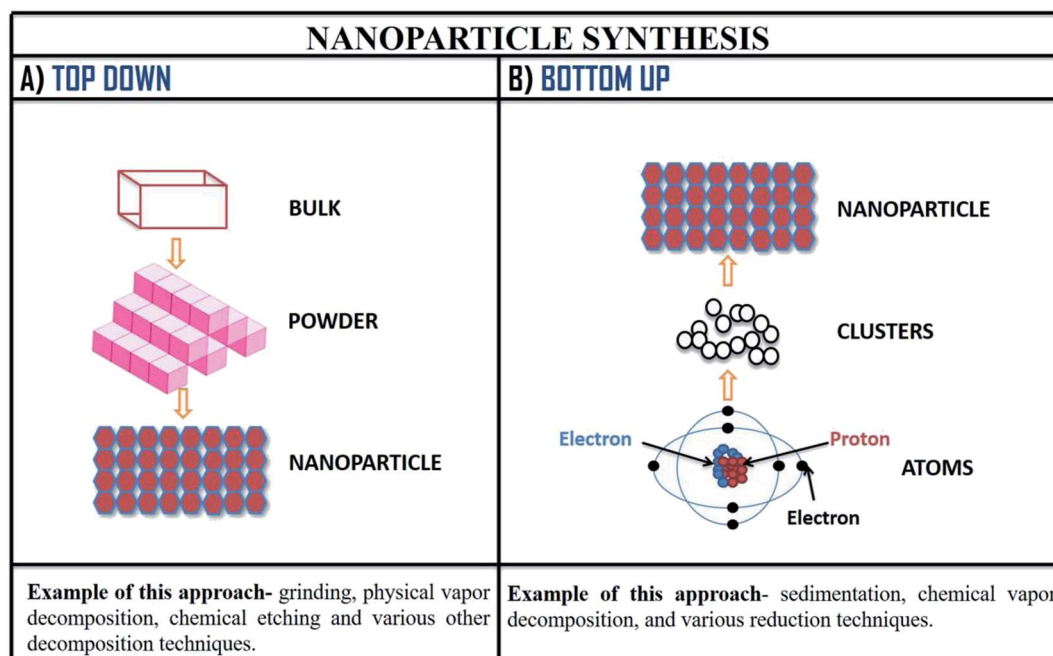 NANOPARTICLE SYNTHESIS
A) TOP DOWN
B) BOTTOM UP
BULK
POWDER
NANOPARTICLE
NANOPARTICLE
CLUSTERS
Electron
Proton
ATOMS
Electron
Example of this approach- grinding, physical vapor
decomposition, chemical etching and various other
decomposition techniques.
Example of this approach- sedimentation, chemical vapor
decomposition, and various reduction techniques.